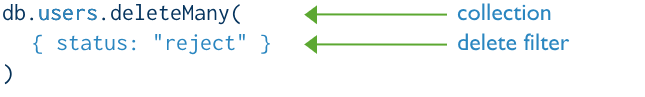 db.users.deleteMany( collection
{ status: "reject" } delete filter
)